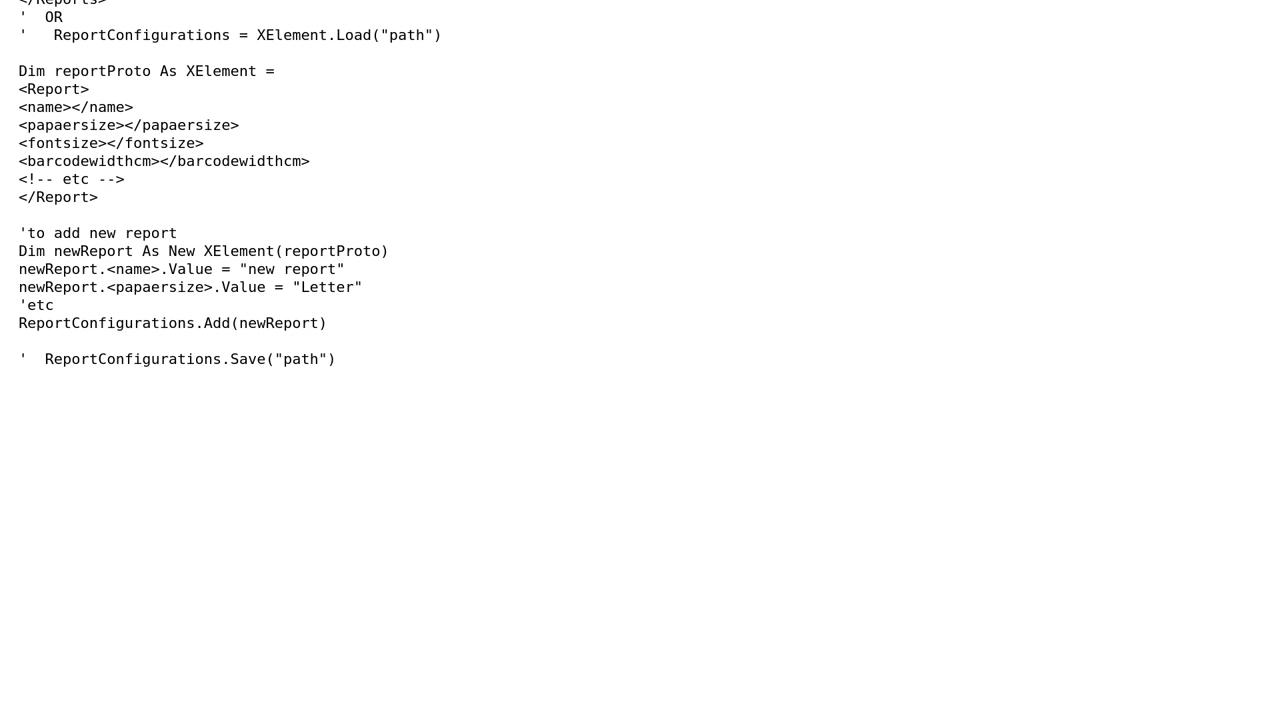 </Reports>
'  OR
'   ReportConfigurations = XElement.Load("path")

Dim reportProto As XElement =
<Report>
<name></name>
<papaersize></papaersize>
<fontsize></fontsize>
<barcodewidthcm></barcodewidthcm>
<!-- etc -->
</Report>

'to add new report
Dim newReport As New XElement(reportProto)
newReport.<name>.Value = "new report"
newReport.<papaersize>.Value = "Letter"
'etc
ReportConfigurations.Add(newReport)

'  ReportConfigurations.Save("path")